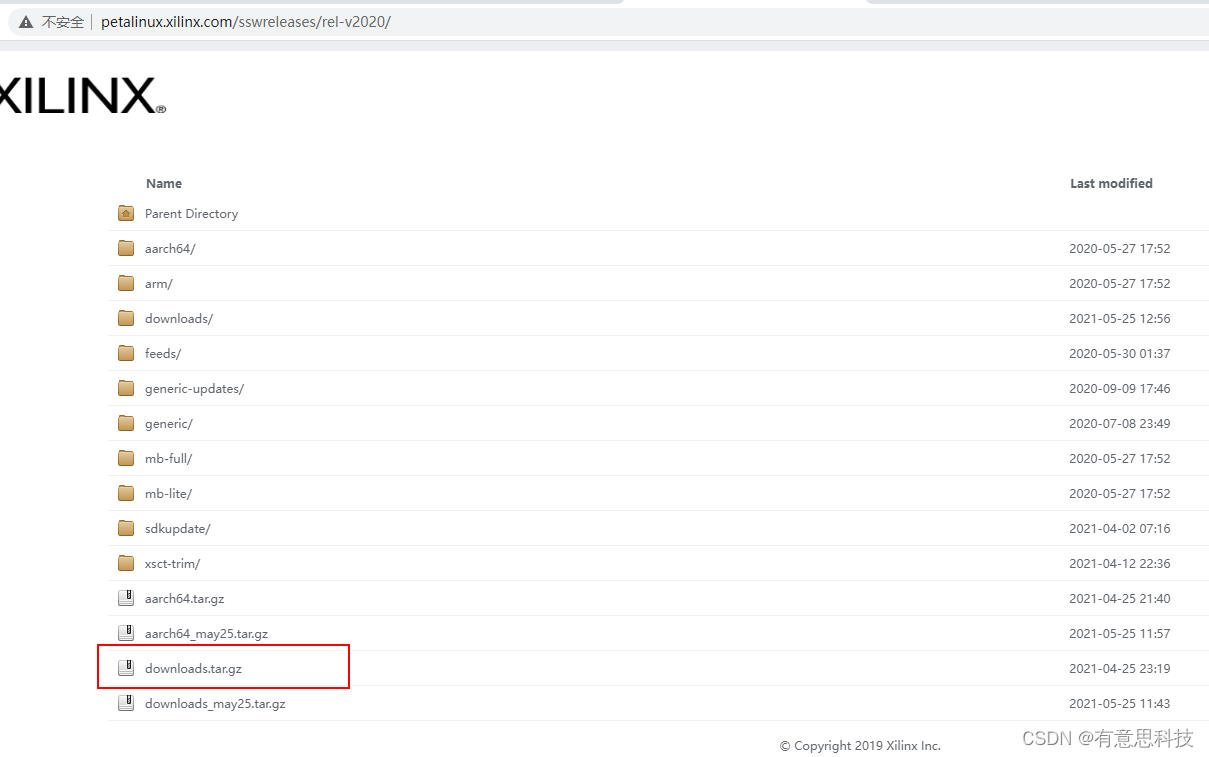 不安全 petalinux.xilinx.com/sswreleases/rel-v2020/
XILINX®
Name Last modified
Parent Directory
aarch64/ 2020-05-27 17:52
arm/ 2020-05-27 17:52
downloads/ 2021-05-25 12:56
feeds/ 2020-05-30 01:37
generic-updates/ 2020-09-09 17:46
generic/ 2020-07-08 23:49
mb-full/ 2020-05-27 17:52
mb-lite/ 2020-05-27 17:52
sdkupdate/ 2021-04-02 07:16
xsct-trim/ 2021-04-12 22:36
aarch64.tar.gz 2021-04-25 21:40
aarch64_may25.tar.gz 2021-05-25 11:57
downloads.tar.gz 2021-04-25 23:19
downloads_may25.tar.gz 2021-05-25 11:43
© Copyright 2019 Xilinx Inc.
CSDN @有意思科技